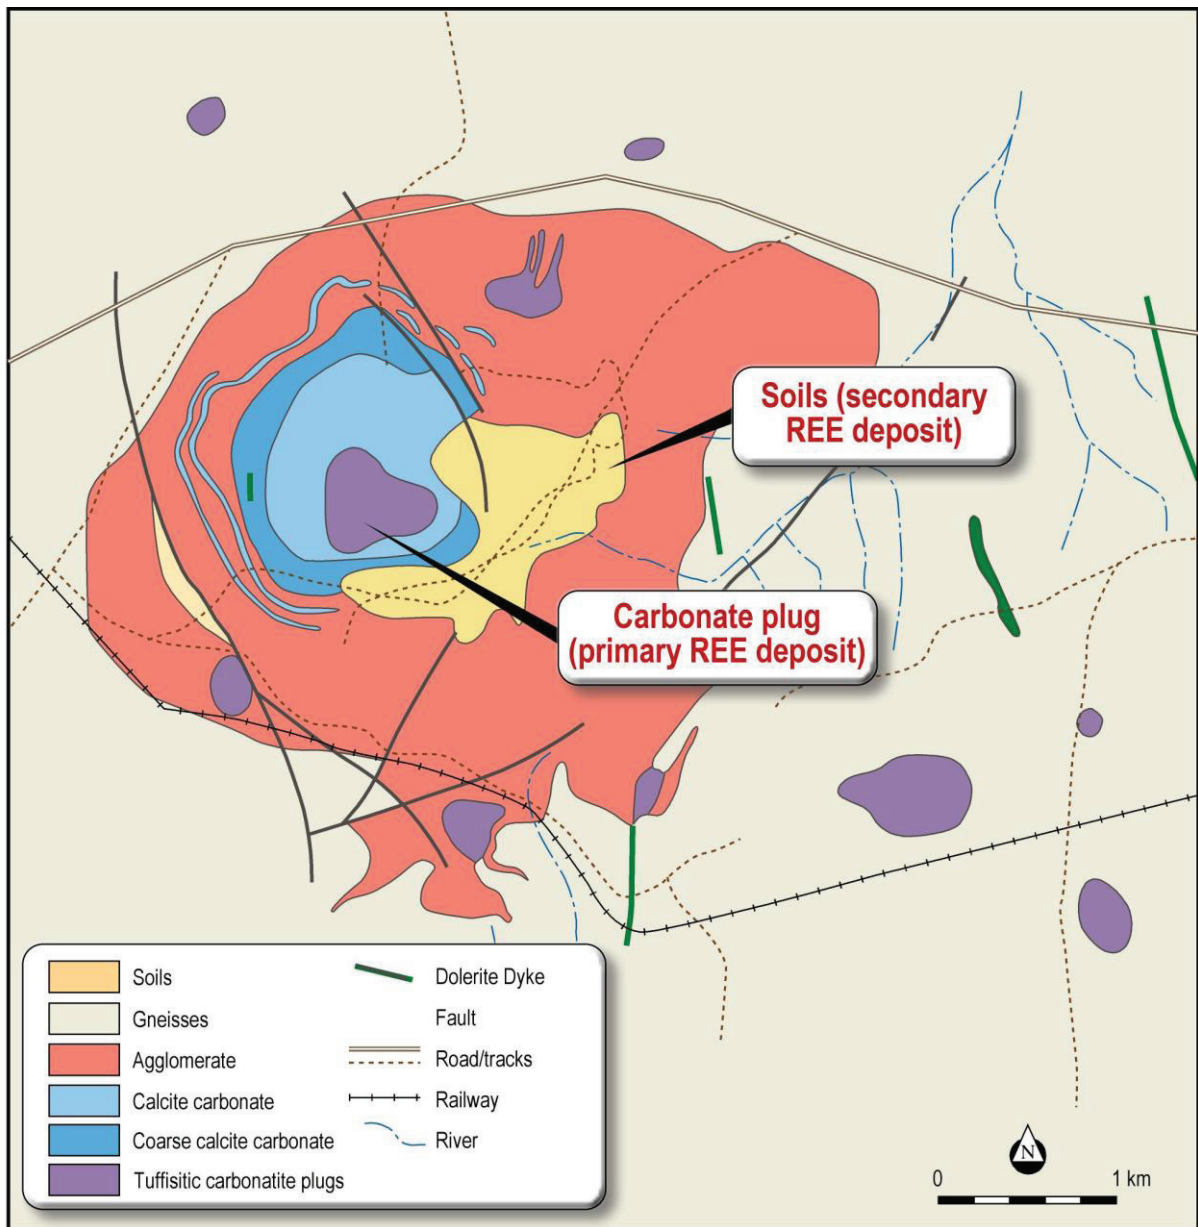 Soils (secondary
REE deposit)
Carbonate plug
(primary REE deposit)
Soils
Gneisses
Agglomerate
Calcite carbonate
Coarse calcite carbonate
Tuffisitic carbonatite plugs
Dolerite Dyke
Fault
Road/tracks
Railway
River
N
0
1 km